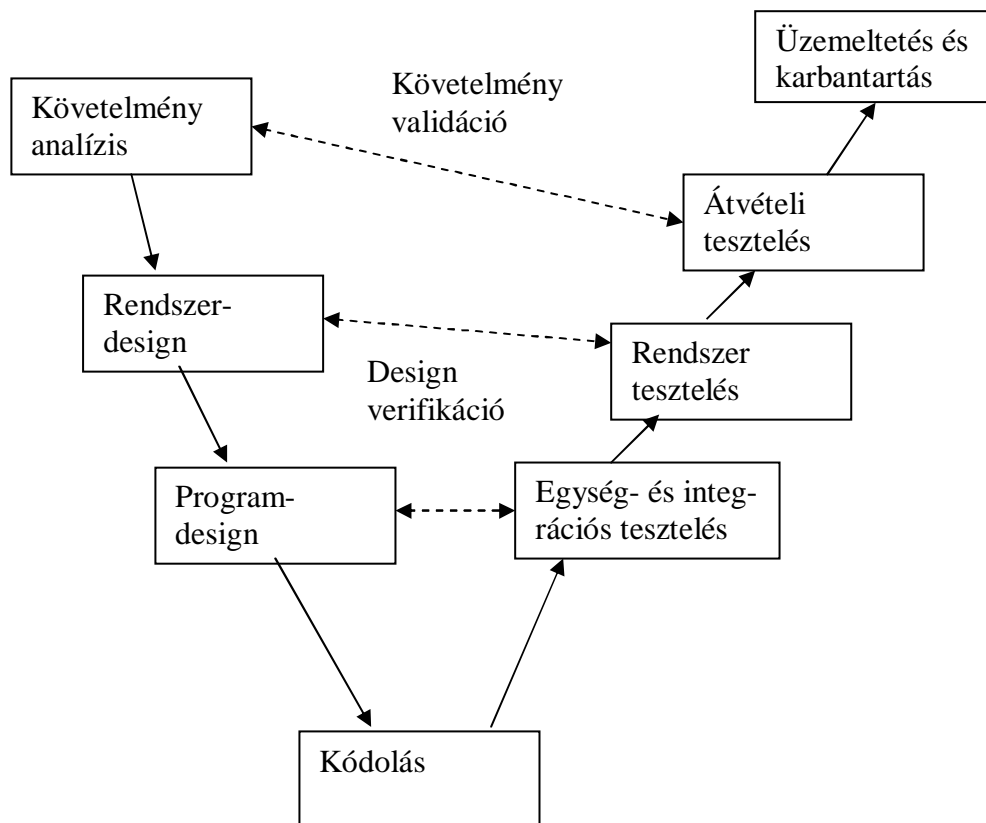 Üzemeltetés és
karbantartás
Követelmény
validáció
Követelmény
analízis
Átvételi
tesztelés
Rendszer-
design
Rendszer
tesztelés
Design
verifikáció
Program-
design
Egység- és integ-
rációs tesztelés
Kódolás